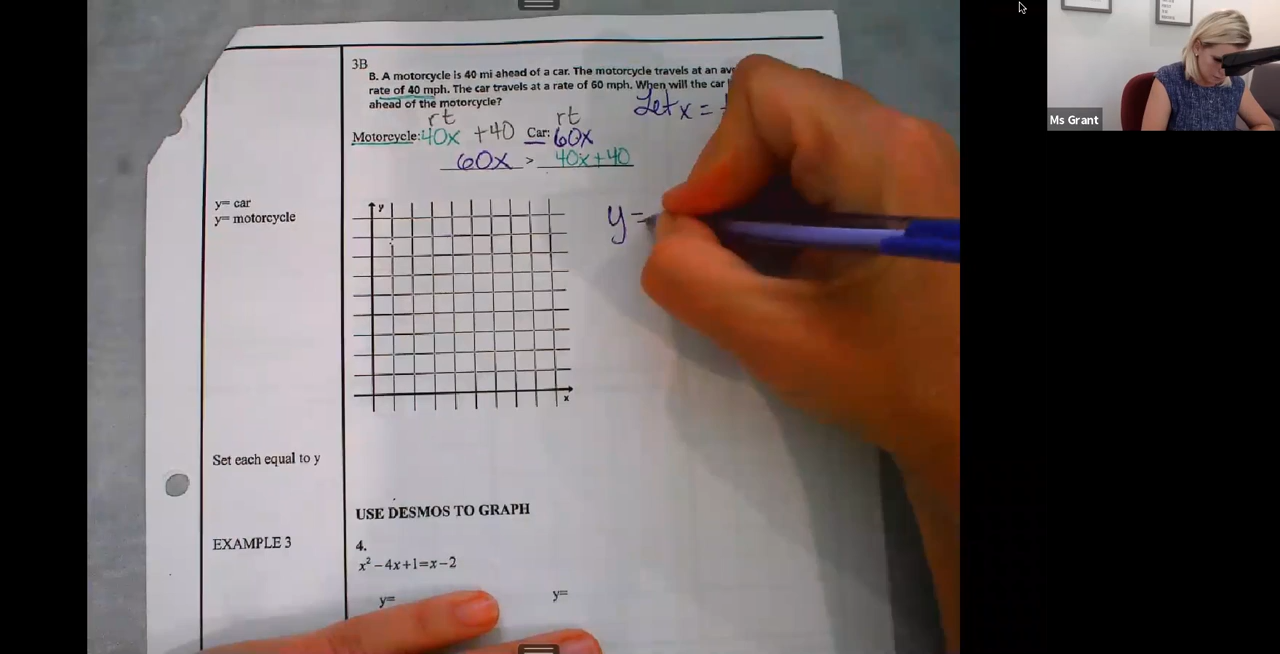 3B
B. A motorcycle is 40 mi ahead of a car. The motorcycle travels at an
rate of 40 mph. The car travels at a rate of 60 mph. When will the car
ahead of the motorcycle?
Let x =
rt rt
Motorcycle: 40x +40 Car: 60x
60x > 40x+40
y= car
y= motorcycle
y
y=
x
Set each equal to y
USE DESMOS TO GRAPH
EXAMPLE 3
4.
x² − 4x+1=x−2
y= y=
Ms Grant